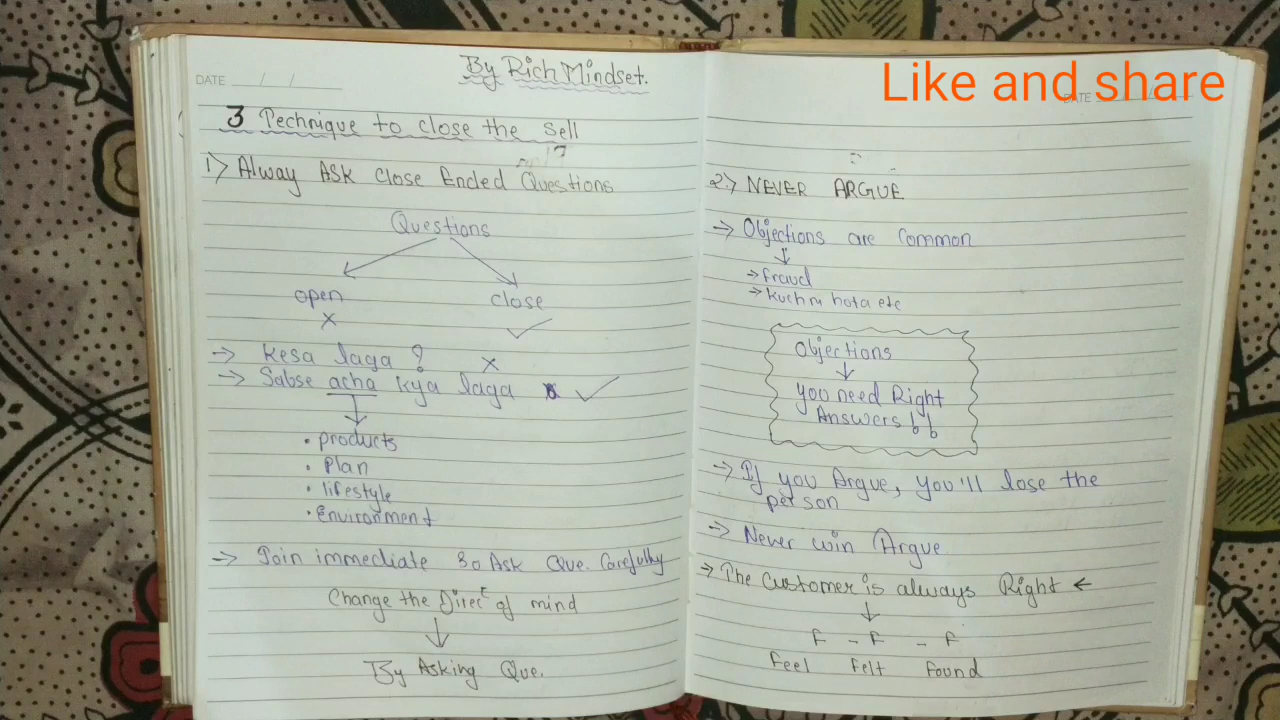 By Rich Mindset.
DATE / /
3 Technique to close the sell
1) Alway ASK close Ended Questions
Questions
open close
✗ ✓
→ Kesa laga ? ✗
→ Sabse acha kya laga ✓
• products
• Plan
• lifestyle
• Environment
→ Join immediate So Ask Que. Carefully
Change the Direct of mind
By Asking Que.
Like and share
DATE
2) NEVER ARGUE
→ Objections are Common
→ fraud
→ kuch ni hota etc
Objections
you need Right
Answers !!
→ If you Argue, you'll lose the
person
→ Never win Argue
→ The Customer is always Right ←
F - F - F
Feel Felt Found